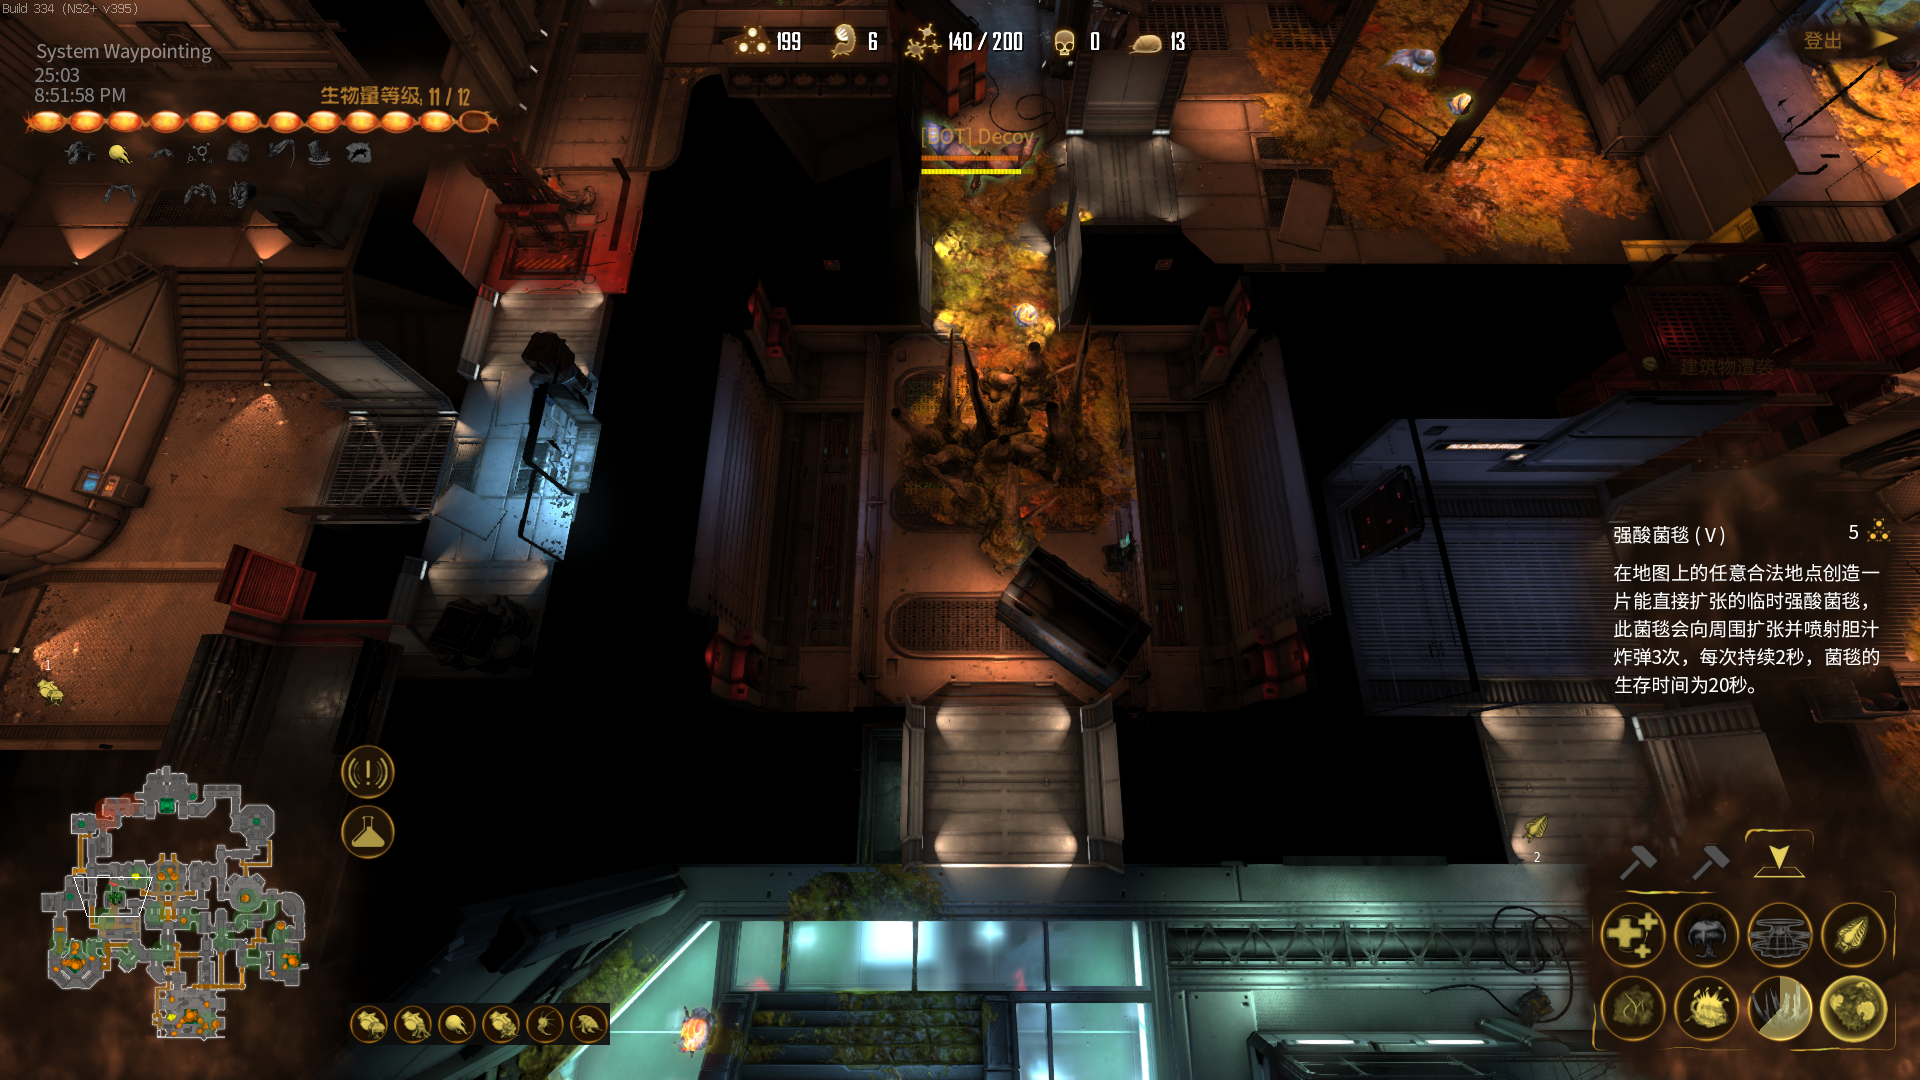 Build 334 (NS2+ v395)
System Waypointing
25:03
8:51:58 PM
生物量等级, 11 / 12
199
6
140 / 200
0
13
登出
[BOT] Decoy
建筑物遭袭
强酸菌毯 ( V )
5
在地图上的任意合法地点创造一
片能直接扩张的临时强酸菌毯，
此菌毯会向周围扩张并喷射胆汁
炸弹3次，每次持续2秒，菌毯的
生存时间为20秒。
1
2